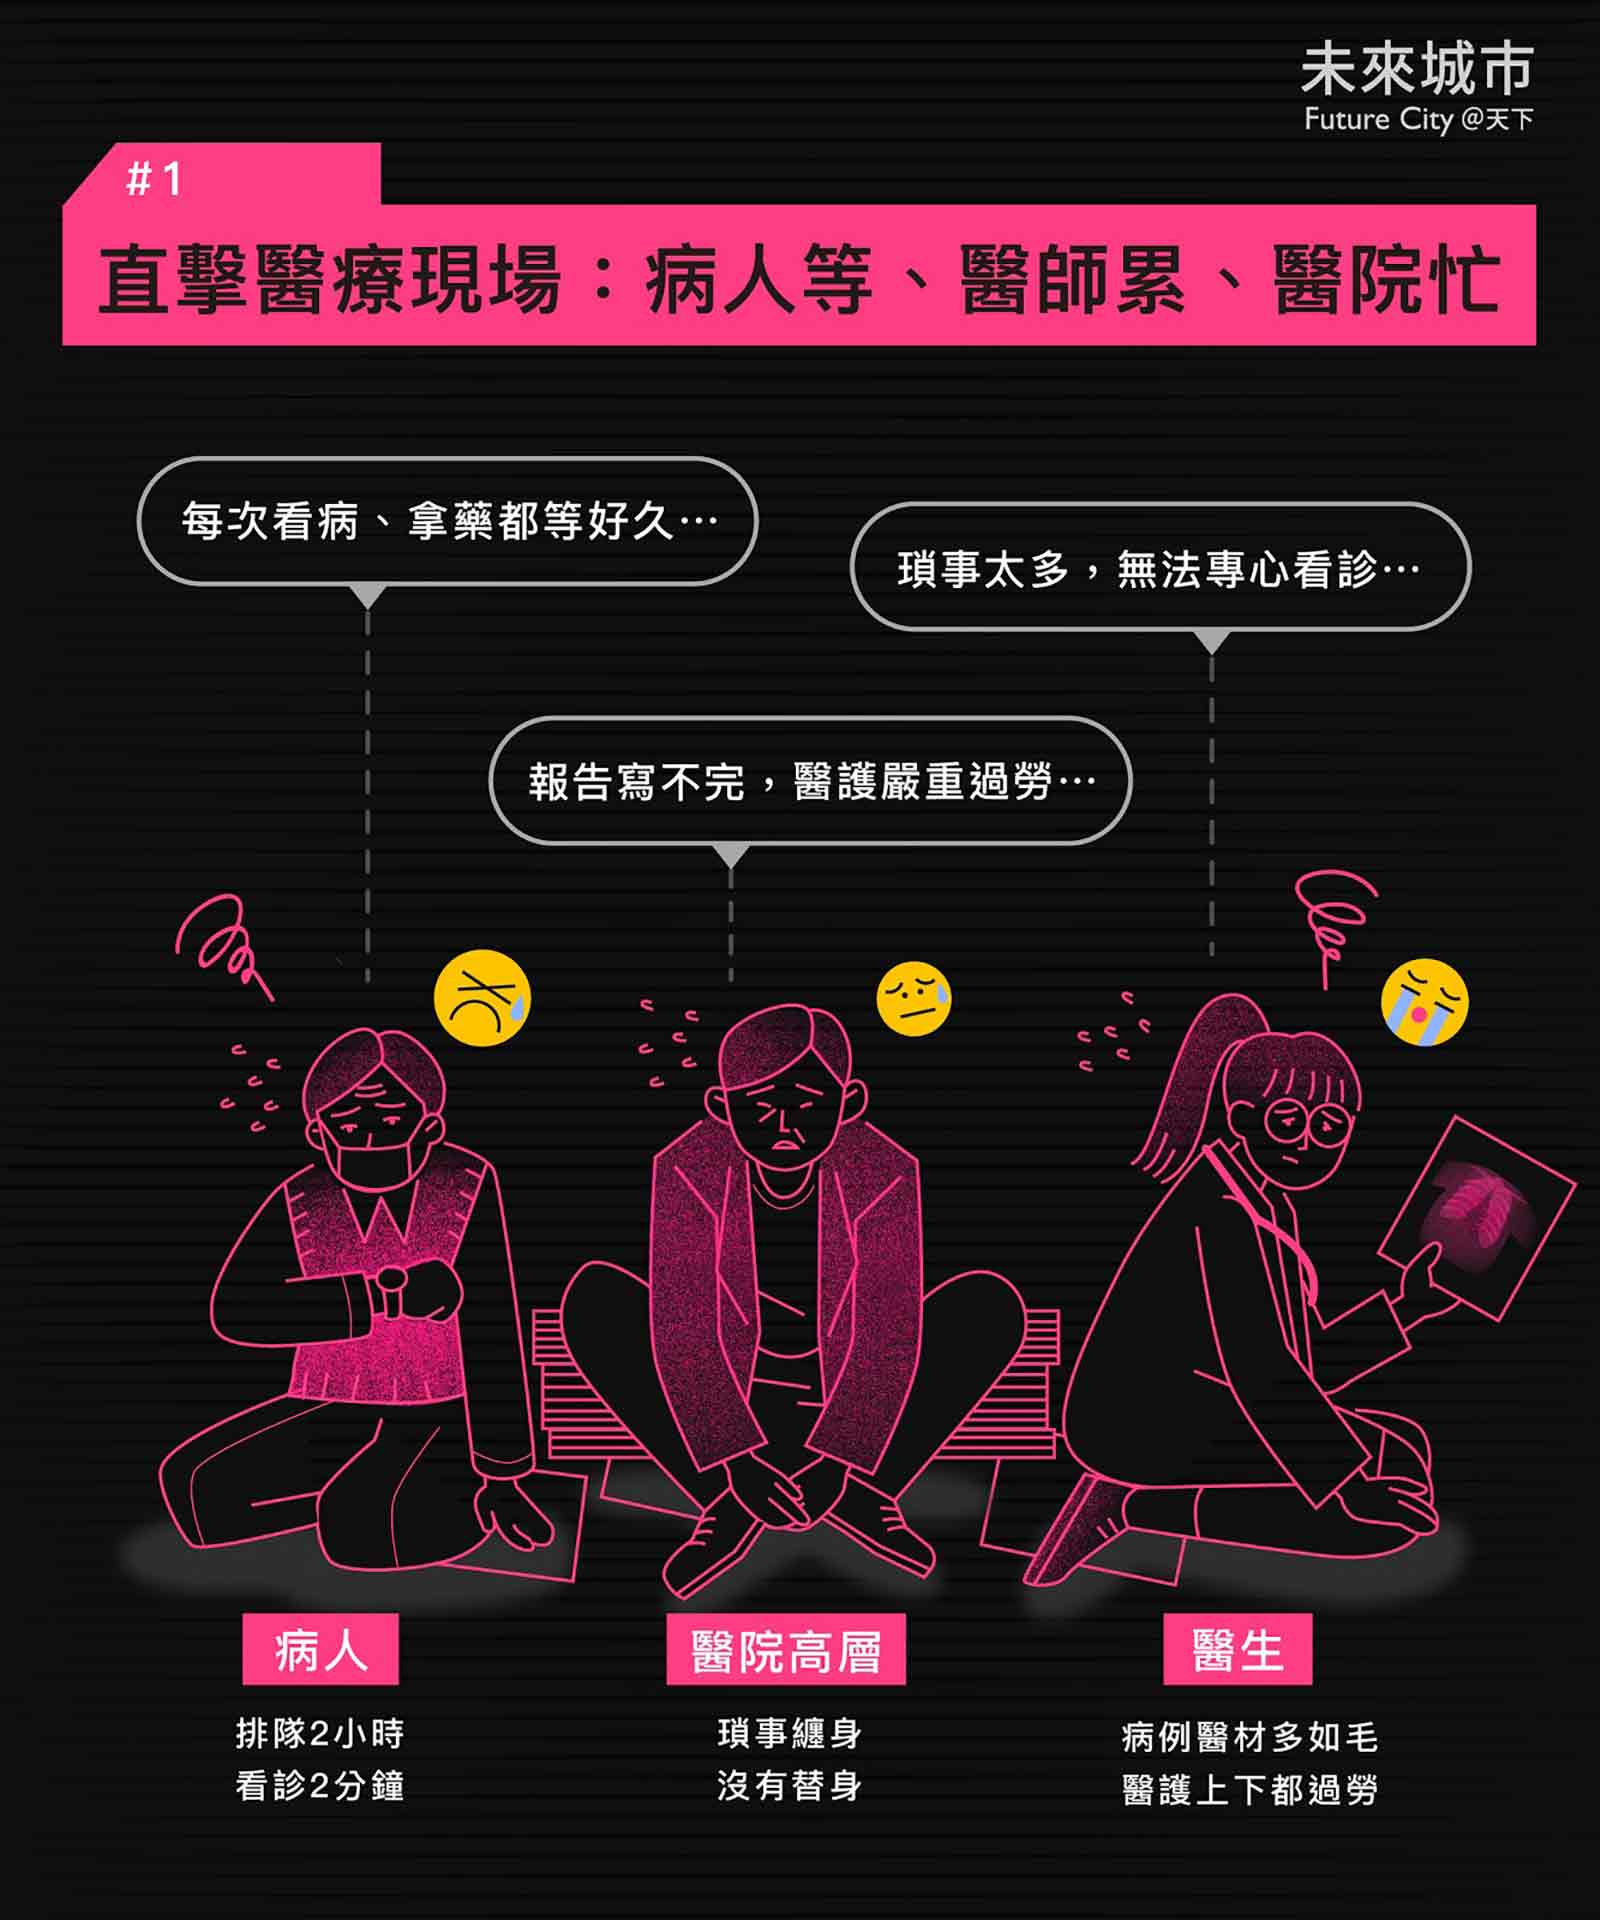 未來城市
Future City@天下
#1
直擊醫療現場：病人等、醫師累、醫院忙
每次看病、拿藥都等好久…
瑣事太多，無法專心看診…
報告寫不完，醫護嚴重過勞…
病人
排隊2小時
看診2分鐘
醫院高層
瑣事纏身
沒有替身
醫生
病例醫材多如毛
醫護上下都過勞